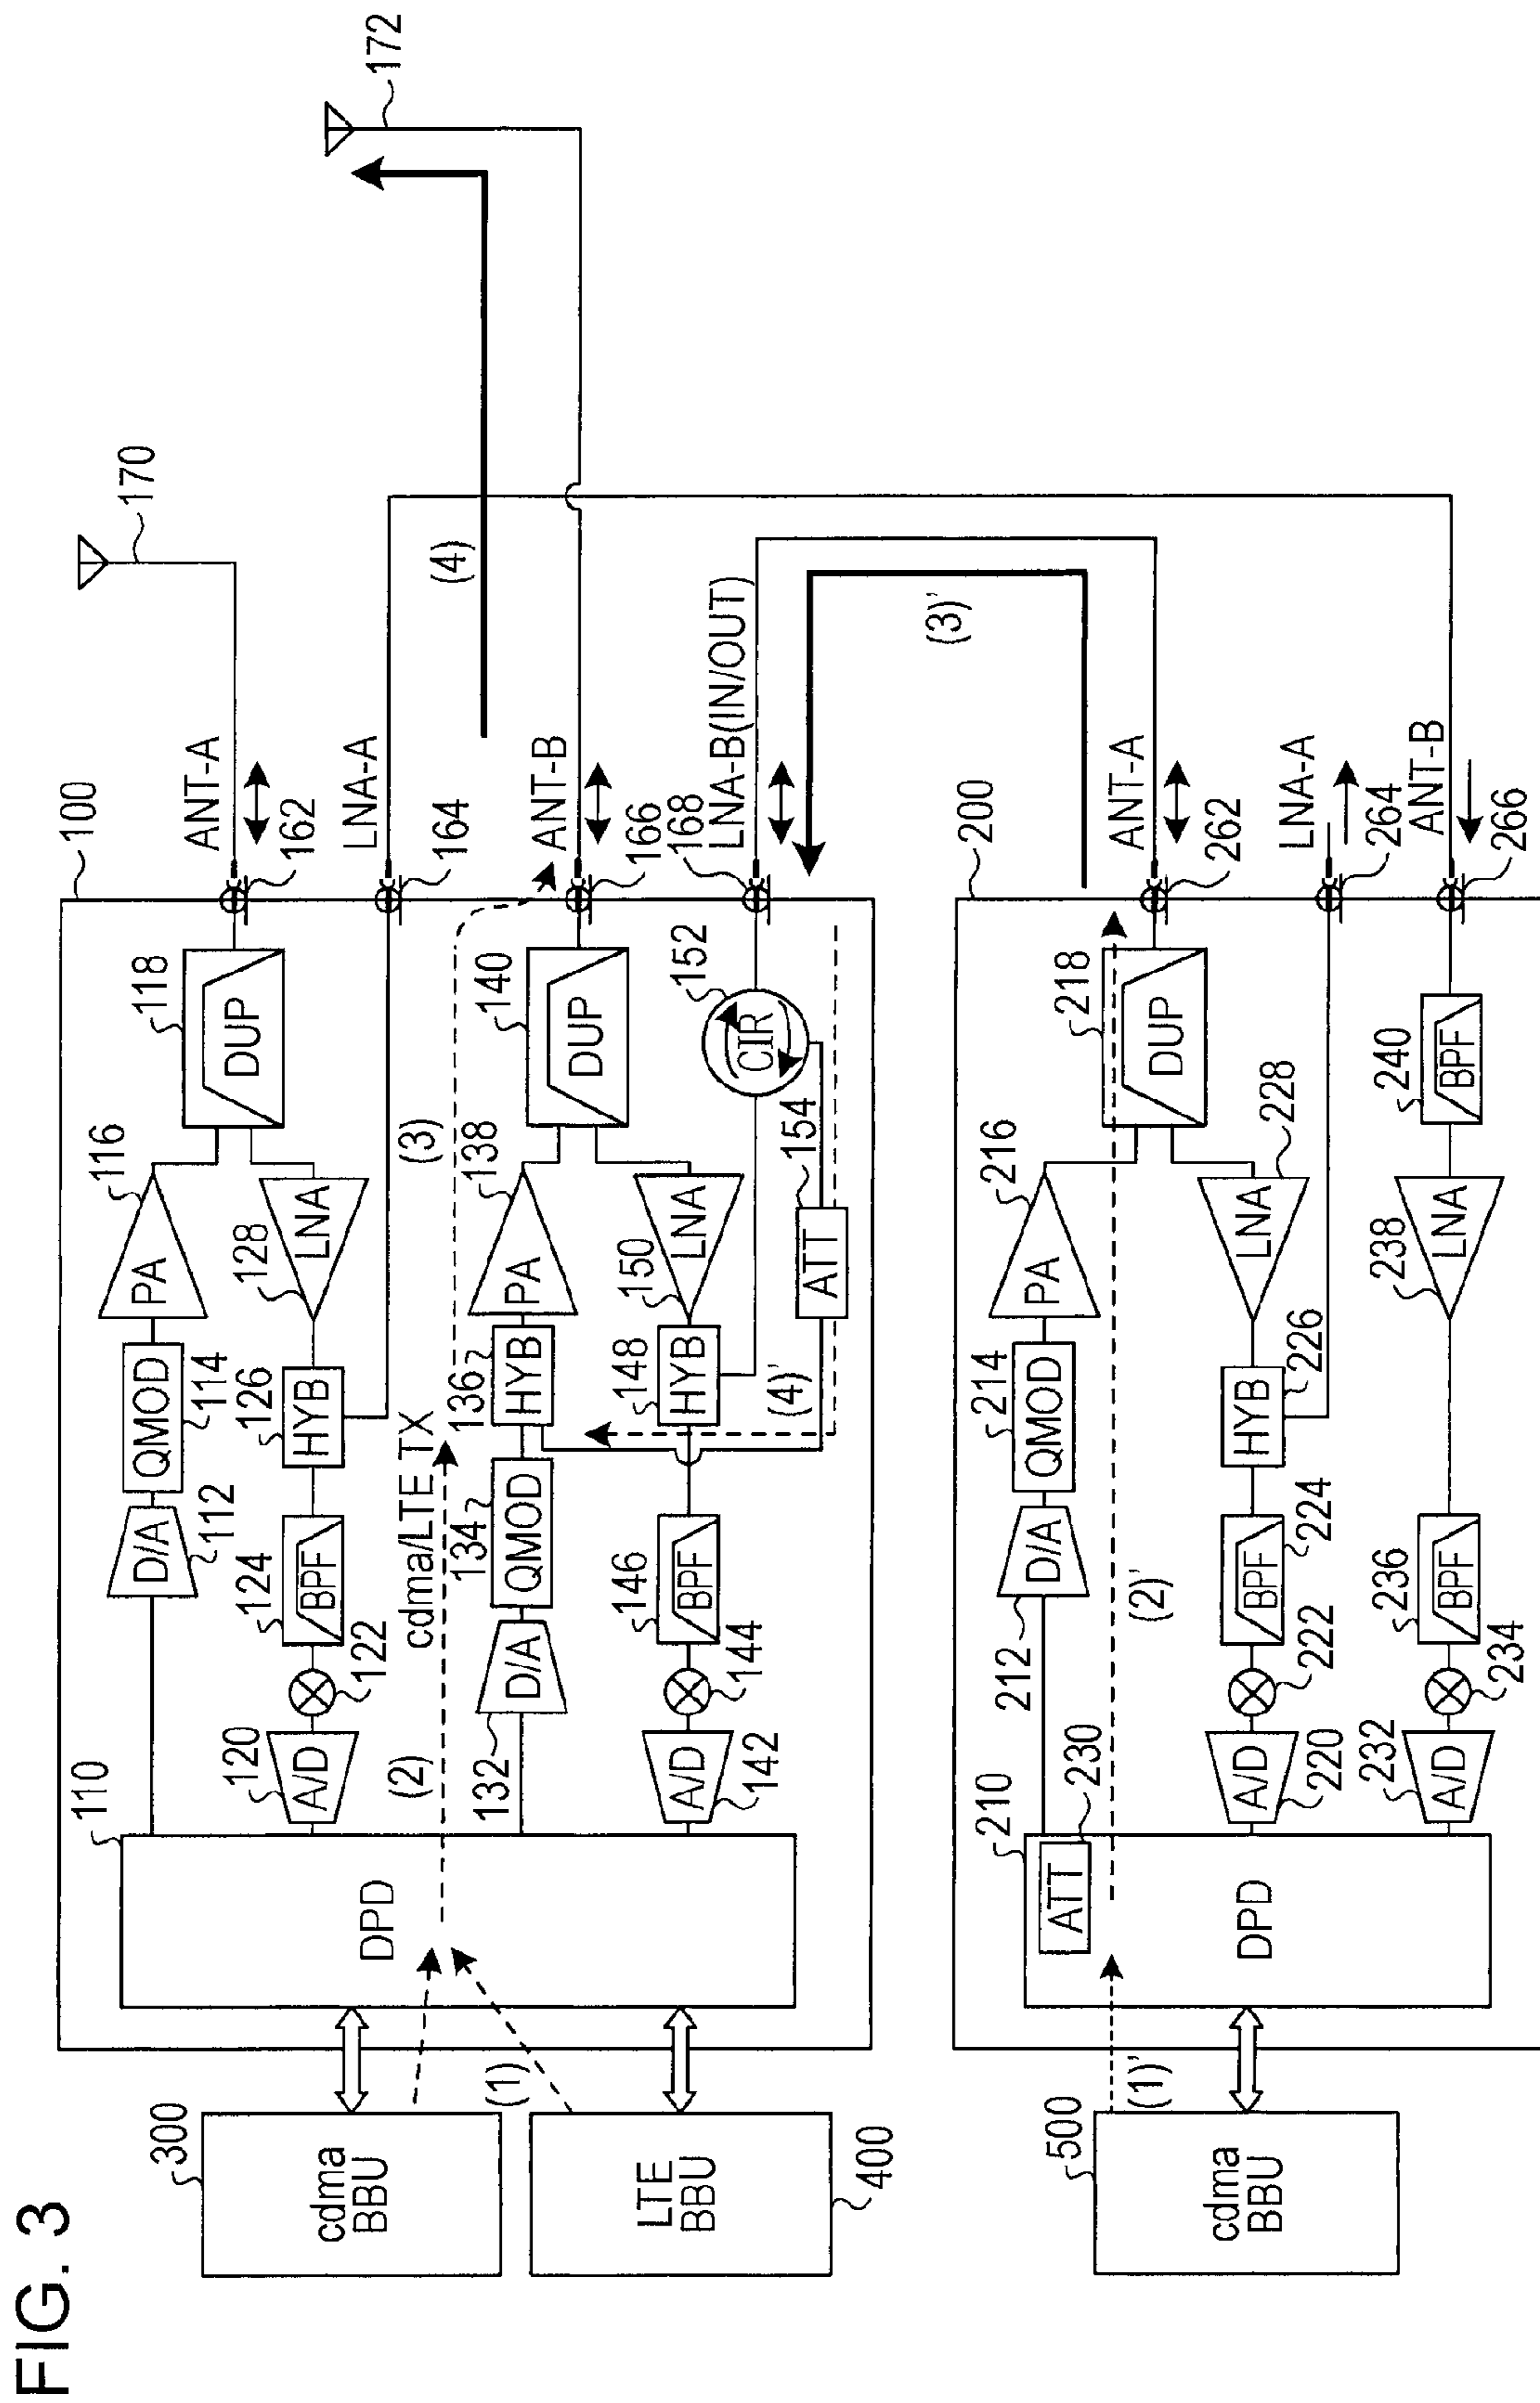 FIG. 3
100
170
172
110
112
D/A
114
QMOD
116
PA
118
DUP
ANT-A
162
120
A/D
122
124
BPF
126
HYB
128
LNA
LNA-A
164
300
cdma
BBU
(1)
DPD
(2)
cdma/LTE TX
(3)
(4)
132
D/A
134
QMOD
136
HYB
138
PA
140
DUP
ANT-B
166
400
LTE
BBU
142
A/D
144
146
BPF
148
HYB
150
LNA
152
CIR
168
LNA-B(IN/OUT)
(4)'
154
ATT
(3)'
200
210
ATT
230
212
D/A
214
QMOD
216
PA
218
DUP
ANT-A
262
500
cdma
BBU
(1)'
DPD
(2)'
220
A/D
222
224
BPF
226
HYB
228
LNA
LNA-A
264
232
A/D
234
236
BPF
238
LNA
240
BPF
ANT-B
266